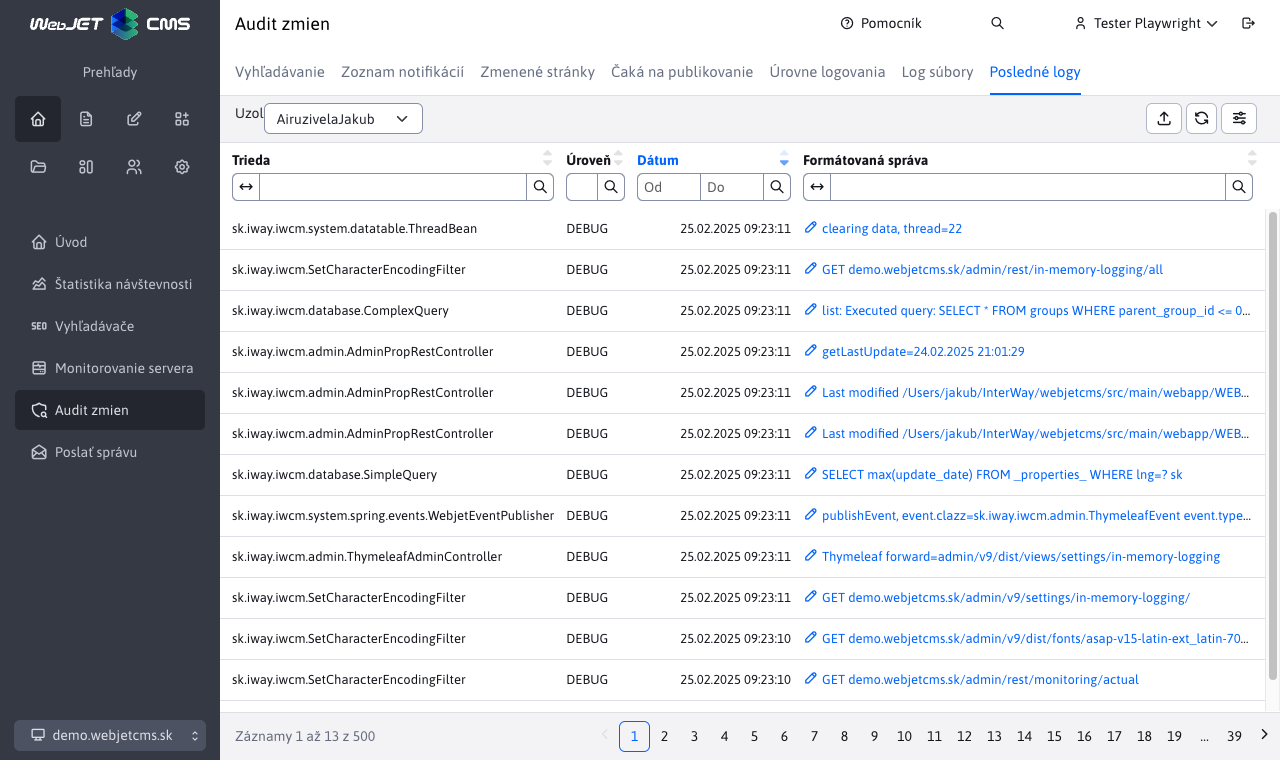 WebJET CMS
Prehľady
Úvod
Štatistika návštevnosti
SEO Vyhľadávače
Monitorovanie servera
Audit zmien
Poslať správu
demo.webjetcms.sk
Audit zmien
Pomocník
Tester Playwright
Vyhľadávanie Zoznam notifikácií Zmenené stránky Čaká na publikovanie Úrovne logovania Log súbory Posledné logy
Uzol AiruzivelaJakub
Trieda Úroveň Dátum Formátovaná správa
Od Do
sk.iway.iwcm.system.datatable.ThreadBean DEBUG 25.02.2025 09:23:11 clearing data, thread=22
sk.iway.iwcm.SetCharacterEncodingFilter DEBUG 25.02.2025 09:23:11 GET demo.webjetcms.sk/admin/rest/in-memory-logging/all
sk.iway.iwcm.database.ComplexQuery DEBUG 25.02.2025 09:23:11 list: Executed query: SELECT * FROM groups WHERE parent_group_id <= 0...
sk.iway.iwcm.admin.AdminPropRestController DEBUG 25.02.2025 09:23:11 getLastUpdate=24.02.2025 21:01:29
sk.iway.iwcm.admin.AdminPropRestController DEBUG 25.02.2025 09:23:11 Last modified /Users/jakub/InterWay/webjetcms/src/main/webapp/WEB...
sk.iway.iwcm.admin.AdminPropRestController DEBUG 25.02.2025 09:23:11 Last modified /Users/jakub/InterWay/webjetcms/src/main/webapp/WEB...
sk.iway.iwcm.database.SimpleQuery DEBUG 25.02.2025 09:23:11 SELECT max(update_date) FROM _properties_ WHERE lng=? sk
sk.iway.iwcm.system.spring.events.WebjetEventPublisher DEBUG 25.02.2025 09:23:11 publishEvent, event.clazz=sk.iway.iwcm.admin.ThymeleafEvent event.type...
sk.iway.iwcm.admin.ThymeleafAdminController DEBUG 25.02.2025 09:23:11 Thymeleaf forward=admin/v9/dist/views/settings/in-memory-logging
sk.iway.iwcm.SetCharacterEncodingFilter DEBUG 25.02.2025 09:23:11 GET demo.webjetcms.sk/admin/v9/settings/in-memory-logging/
sk.iway.iwcm.SetCharacterEncodingFilter DEBUG 25.02.2025 09:23:10 GET demo.webjetcms.sk/admin/v9/dist/fonts/asap-v15-latin-ext_latin-70...
sk.iway.iwcm.SetCharacterEncodingFilter DEBUG 25.02.2025 09:23:10 GET demo.webjetcms.sk/admin/rest/monitoring/actual
Záznamy 1 až 13 z 500
1 2 3 4 5 6 7 8 9 10 11 12 13 14 15 16 17 18 19 ... 39